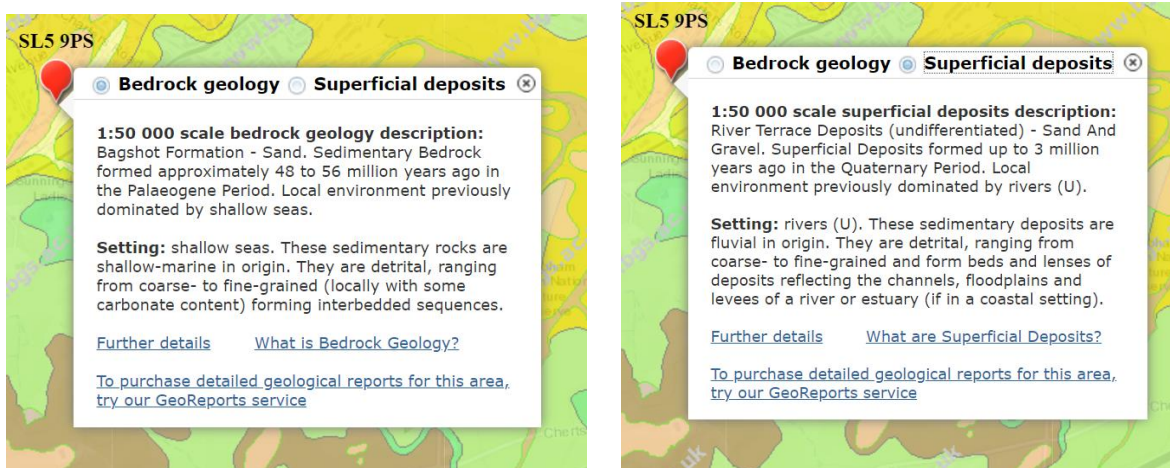 SL5 9PS
Bedrock geology Superficial deposits
1:50 000 scale bedrock geology description:
Bagshot Formation - Sand. Sedimentary Bedrock
formed approximately 48 to 56 million years ago in
the Palaeogene Period. Local environment previously
dominated by shallow seas.
Setting: shallow seas. These sedimentary rocks are
shallow-marine in origin. They are detrital, ranging
from coarse- to fine-grained (locally with some
carbonate content) forming interbedded sequences.
Further details What is Bedrock Geology?
To purchase detailed geological reports for this area,
try our GeoReports service
SL5 9PS
Bedrock geology Superficial deposits
1:50 000 scale superficial deposits description:
River Terrace Deposits (undifferentiated) - Sand And
Gravel. Superficial Deposits formed up to 3 million
years ago in the Quaternary Period. Local
environment previously dominated by rivers (U).
Setting: rivers (U). These sedimentary deposits are
fluvial in origin. They are detrital, ranging from
coarse- to fine-grained and form beds and lenses of
deposits reflecting the channels, floodplains and
levees of a river or estuary (if in a coastal setting).
Further details What are Superficial Deposits?
To purchase detailed geological reports for this area,
try our GeoReports service